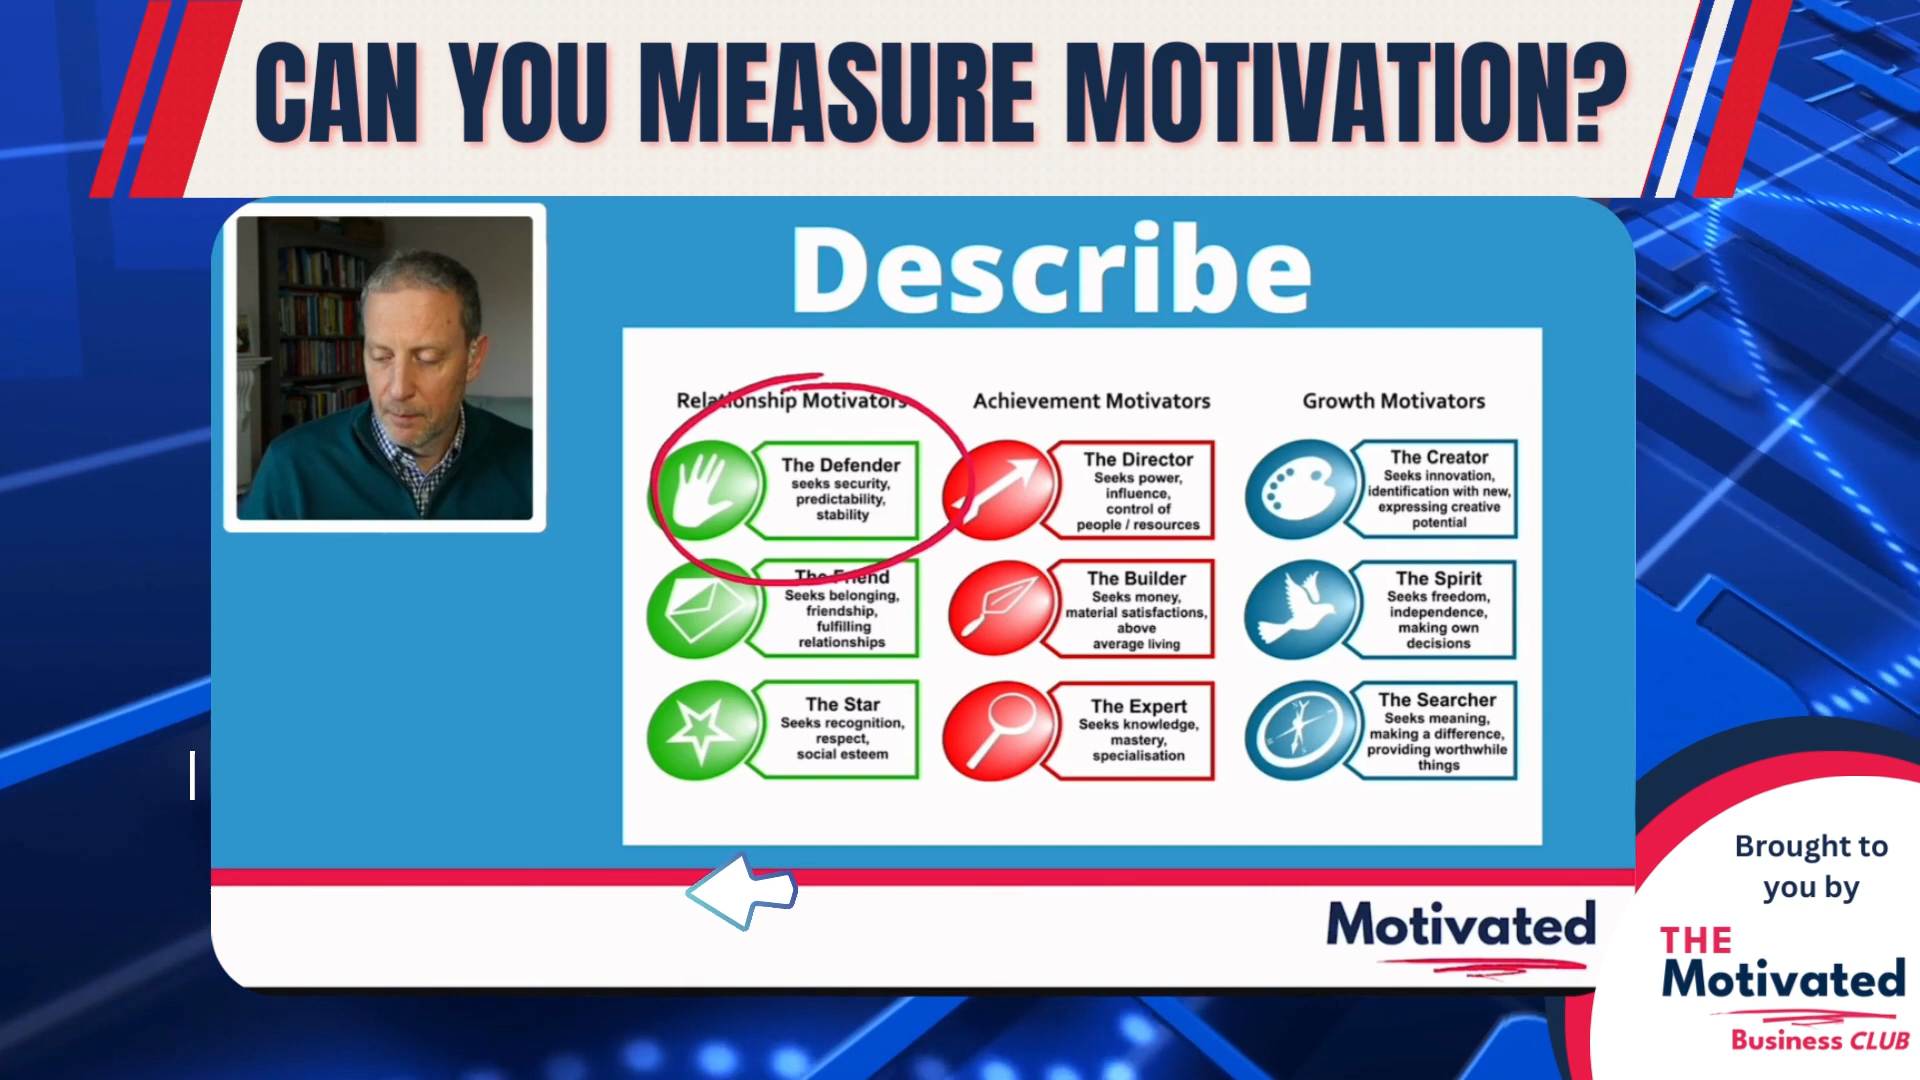 CAN YOU MEASURE MOTIVATION?
Describe
Relationship Motivators
The Defender
seeks security,
predictability,
stability
The Friend
Seeks belonging,
friendship,
fulfilling
relationships
The Star
Seeks recognition,
respect,
social esteem
Achievement Motivators
The Director
Seeks power,
influence,
control of
people / resources
The Builder
Seeks money,
material satisfactions,
above
average living
The Expert
Seeks knowledge,
mastery,
specialisation
Growth Motivators
The Creator
Seeks innovation,
identification with new,
expressing creative
potential
The Spirit
Seeks freedom,
independence,
making own
decisions
The Searcher
Seeks meaning,
making a difference,
providing worthwhile
things
Motivated
Brought to
you by
THE
Motivated
Business CLUB